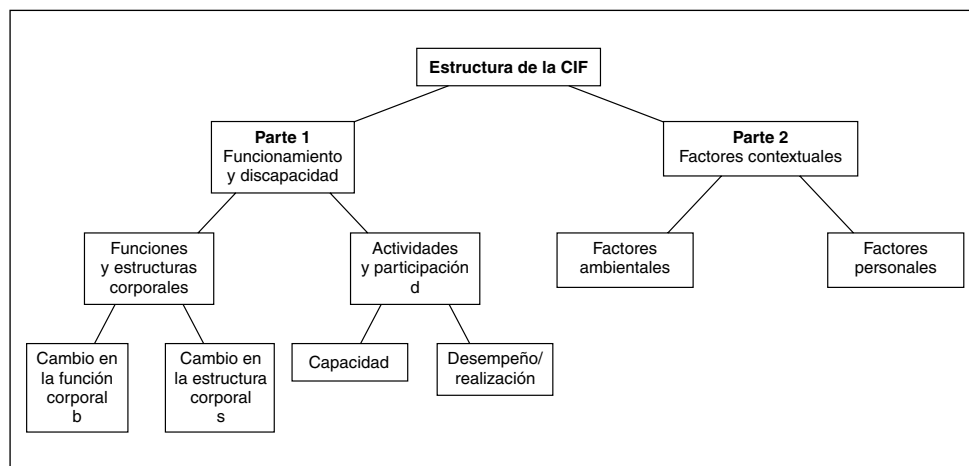 Estructura de la CIF
Parte 1
Funcionamiento
y discapacidad
Parte 2
Factores contextuales
Funciones
y estructuras
corporales
Actividades
y participación
d
Factores
ambientales
Factores
personales
Cambio en
la función
corporal
b
Cambio en
la estructura
corporal
s
Capacidad
Desempeño/
realización